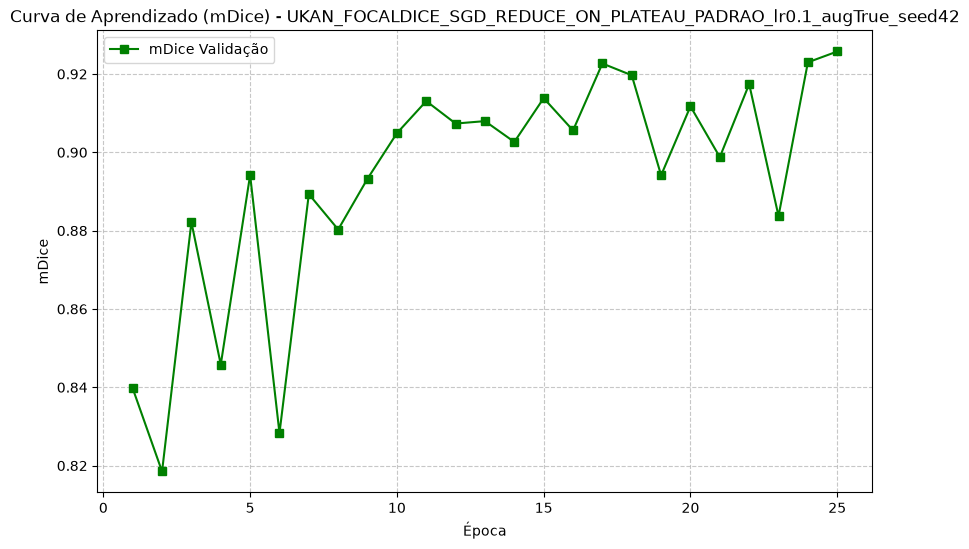 Curva de Aprendizado (mDice) - UKAN_FOCALDICE_SGD_REDUCE_ON_PLATEAU_PADRAO_lr0.1_augTrue_seed42
mDice Validação
0.92
0.90
0.88
0.86
0.84
0.82
mDice
0 5 10 15 20 25
Época